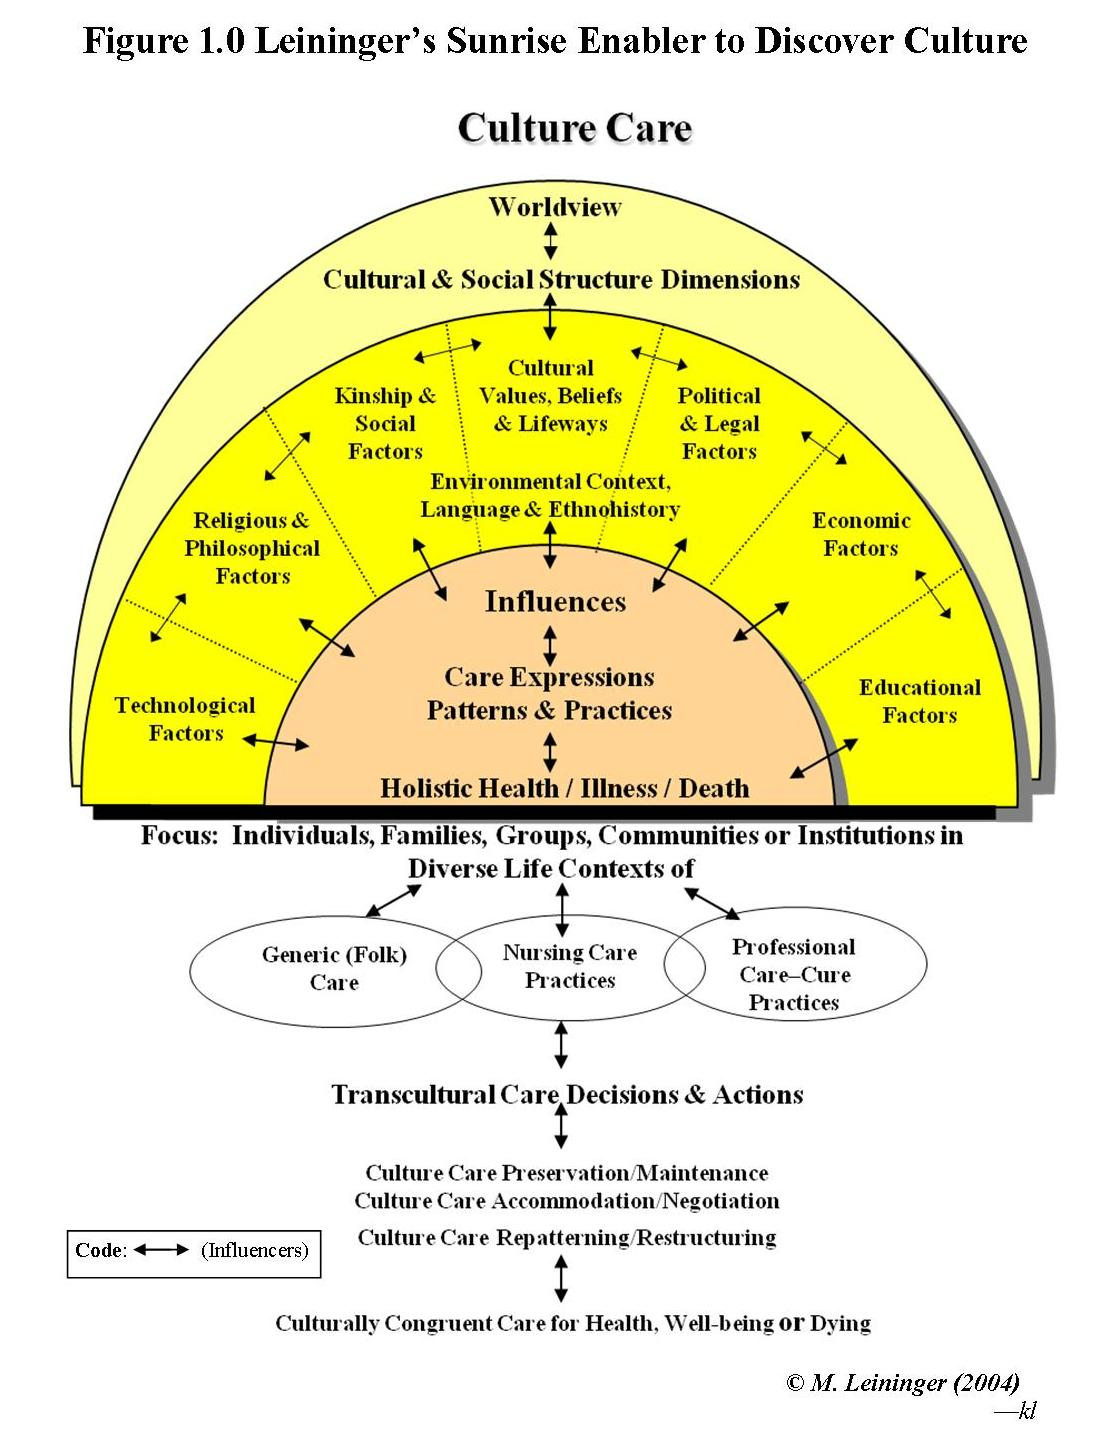 Figure 1.0 Leininger’s Sunrise Enabler to Discover Culture
Culture Care
Worldview
Cultural & Social Structure Dimensions
Cultural
Values, Beliefs
& Lifeways
Kinship &
Social
Factors
Political
& Legal
Factors
Environmental Context,
Language & Ethnohistory
Religious &
Philosophical
Factors
Economic
Factors
Technological
Factors
Educational
Factors
Influences
Care Expressions
Patterns & Practices
Holistic Health / Illness / Death
Focus: Individuals, Families, Groups, Communities or Institutions in
Diverse Life Contexts of
Generic (Folk)
Care
Nursing Care
Practices
Professional
Care–Cure
Practices
Transcultural Care Decisions & Actions
Culture Care Preservation/Maintenance
Culture Care Accommodation/Negotiation
Culture Care Repatterning/Restructuring
Code: (Influencers)
Culturally Congruent Care for Health, Well-being or Dying
© M. Leininger (2004)
—kl